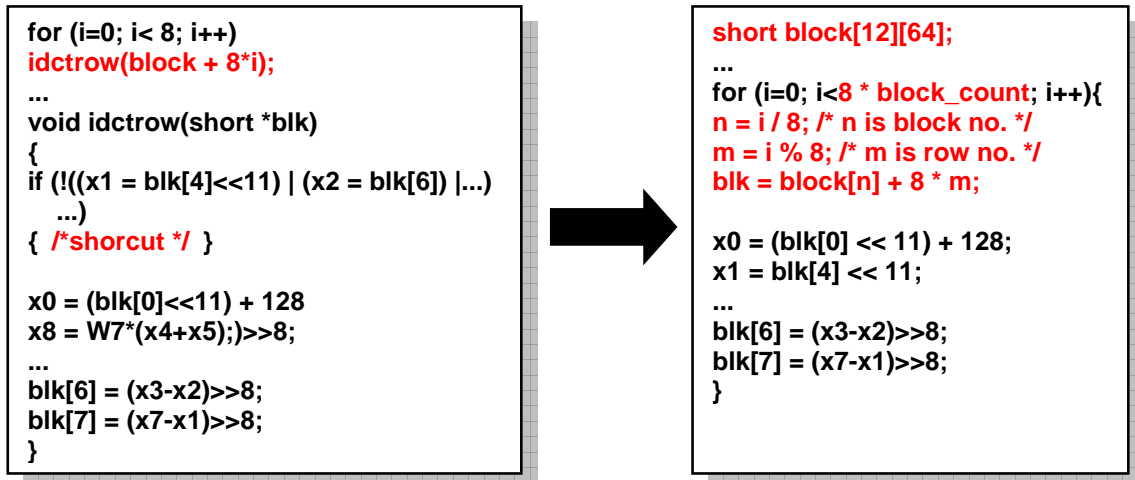 for (i=0; i< 8; i++)
idctrow(block + 8*i);
...
void idctrow(short *blk)
{
if (!((x1 = blk[4]<<11) | (x2 = blk[6]) |...)
...)
{ /*shorcut */ }
x0 = (blk[0]<<11) + 128
x8 = W7*(x4+x5);)>>8;
...
blk[6] = (x3-x2)>>8;
blk[7] = (x7-x1)>>8;
}
short block[12][64];
...
for (i=0; i<8 * block_count; i++){
n = i / 8; /* n is block no. */
m = i % 8; /* m is row no. */
blk = block[n] + 8 * m;
x0 = (blk[0] << 11) + 128;
x1 = blk[4] << 11;
...
blk[6] = (x3-x2)>>8;
blk[7] = (x7-x1)>>8;
}